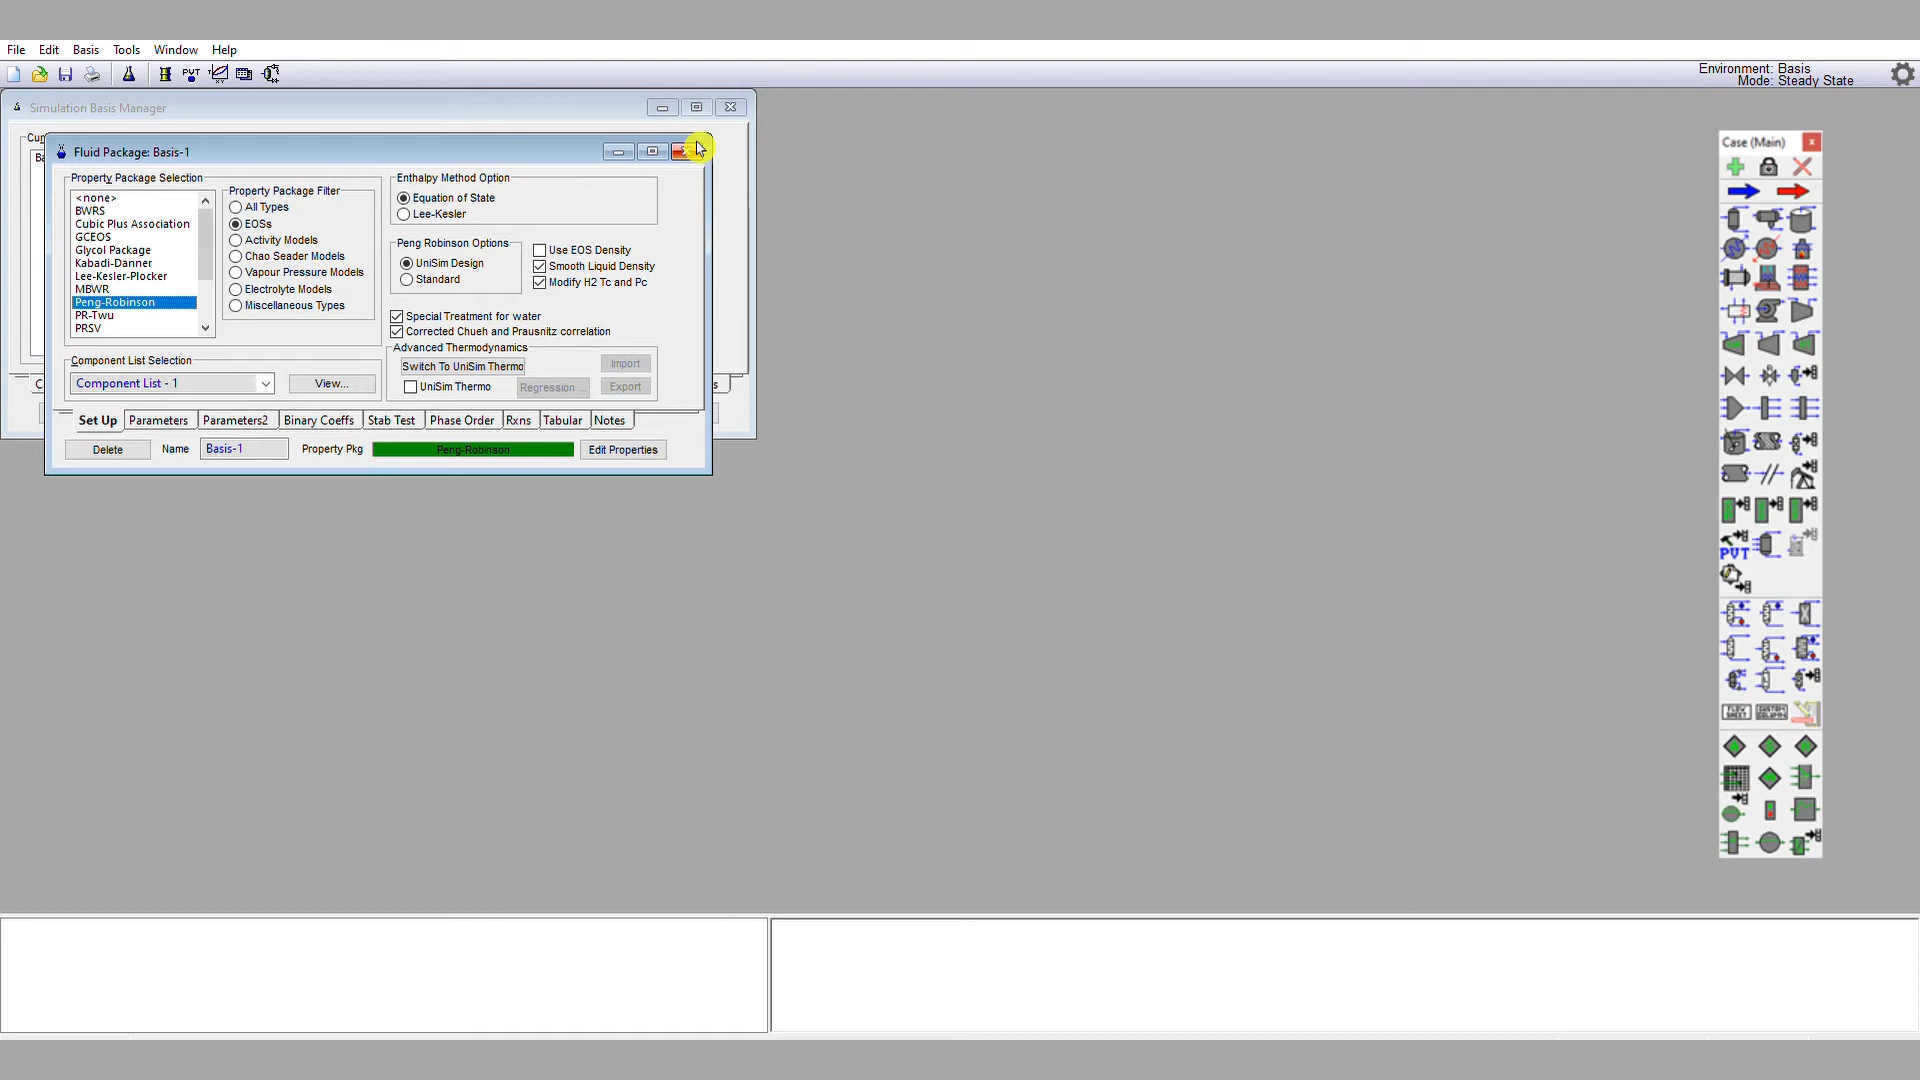 File Edit Basis Tools Window Help
PVT
Environment: Basis
Mode: Steady State
Simulation Basis Manager
Fluid Package: Basis-1
Case (Main)
Property Package Selection
<none>
BWRS
Cubic Plus Association
GCEOS
Glycol Package
Kabadi-Danner
Lee-Kesler-Plocker
MBWR
Peng-Robinson
PR-Twu
PRSV
Property Package Filter
All Types
EOSs
Activity Models
Chao Seader Models
Vapour Pressure Models
Electrolyte Models
Miscellaneous Types
Enthalpy Method Option
Equation of State
Lee-Kesler
Peng Robinson Options
UniSim Design
Standard
Use EOS Density
Smooth Liquid Density
Modify H2 Tc and Pc
Special Treatment for water
Corrected Chueh and Prausnitz correlation
Component List Selection
Component List - 1
View...
Advanced Thermodynamics
Switch To UniSim Thermo
Import
UniSim Thermo
Regression ...
Export
Set Up Parameters Parameters2 Binary Coeffs Stab Test Phase Order Rxns Tabular Notes
Delete Name Basis-1 Property Pkg Peng-Robinson Edit Properties
PVT
FLOW
SHEET
CUSTOM
COLUMN